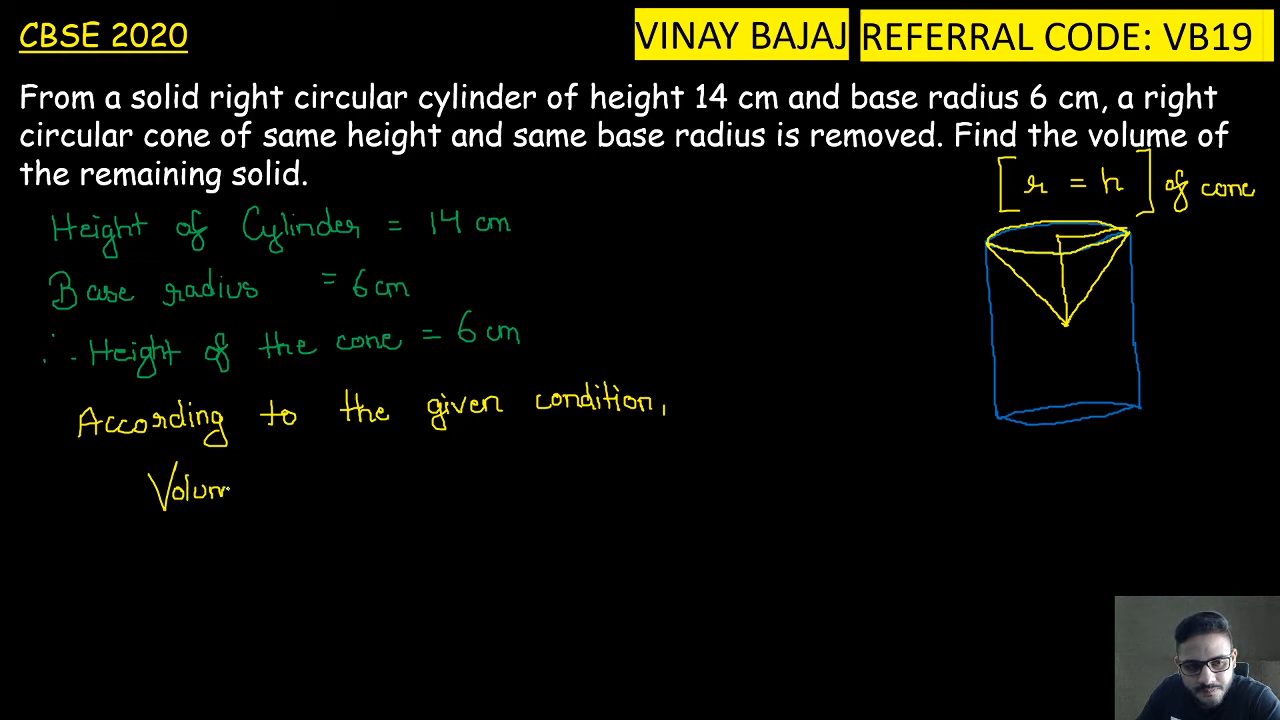 CBSE 2020
VINAY BAJAJ
REFERRAL CODE: VB19
From a solid right circular cylinder of height 14 cm and base radius 6 cm, a right
circular cone of same height and same base radius is removed. Find the volume of
the remaining solid.
[r = h] of cone
Height of Cylinder = 14 cm
Base radius = 6 cm
∴ Height of the cone = 6 cm
According to the given condition,
Volum